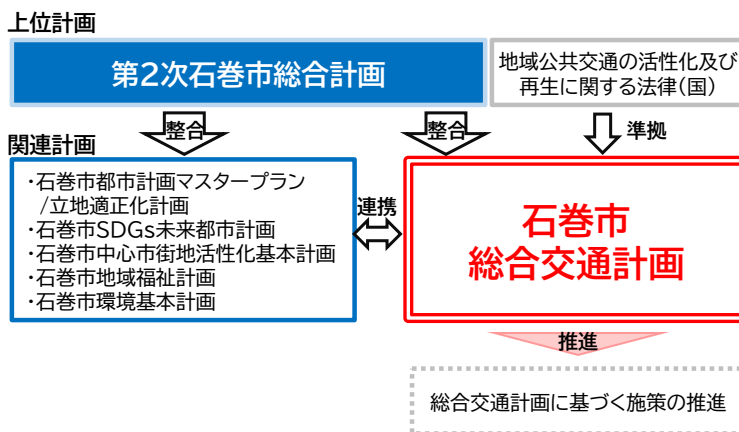 上位計画
第2次石巻市総合計画
地域公共交通の活性化及び
再生に関する法律(国)
整合
整合
準拠
関連計画
・石巻市都市計画マスタープラン
/立地適正化計画
・石巻市SDGs未来都市計画
・石巻市中心市街地活性化基本計画
・石巻市地域福祉計画
・石巻市環境基本計画
連携
石巻市
総合交通計画
推進
総合交通計画に基づく施策の推進